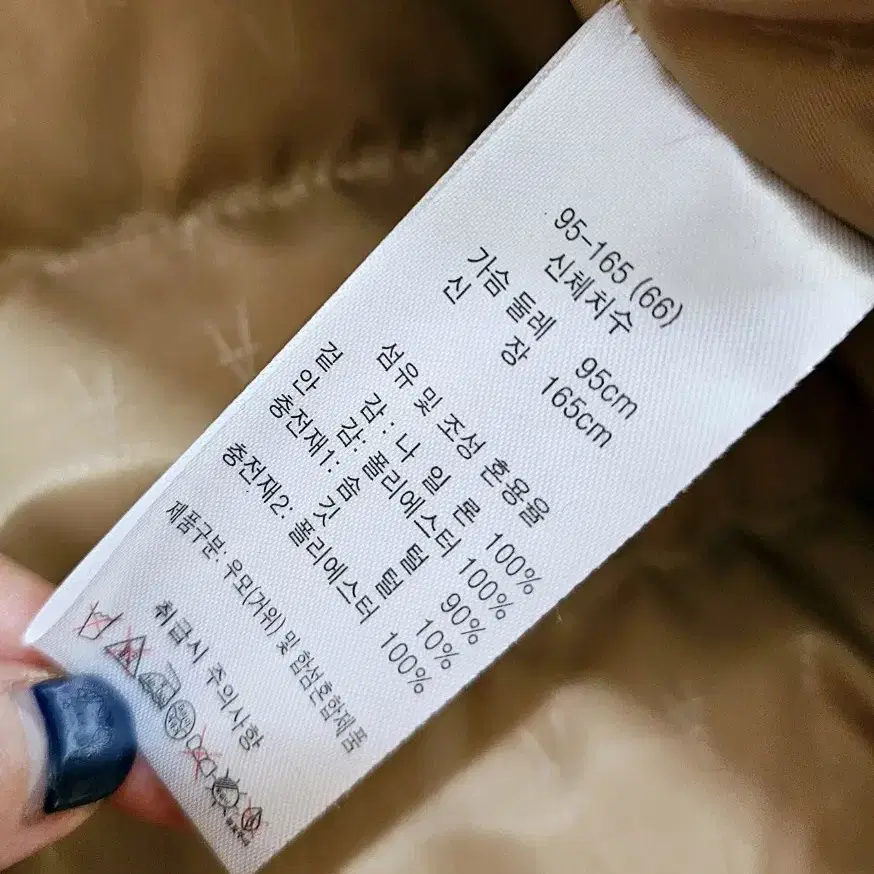 95-165 (66)
신체치수
가슴 둘레 95cm
신 장 165cm
섬유 및 조성 혼용율
겉 감 : 나 일 론 100%
안 감 : 폴리에스터 100%
충전재1: 솜 털 90%
깃 털 10%
충전재2: 폴리에스터 100%
제품구분: 우모(거위) 및 합섬혼합제품
취급시 주의사항